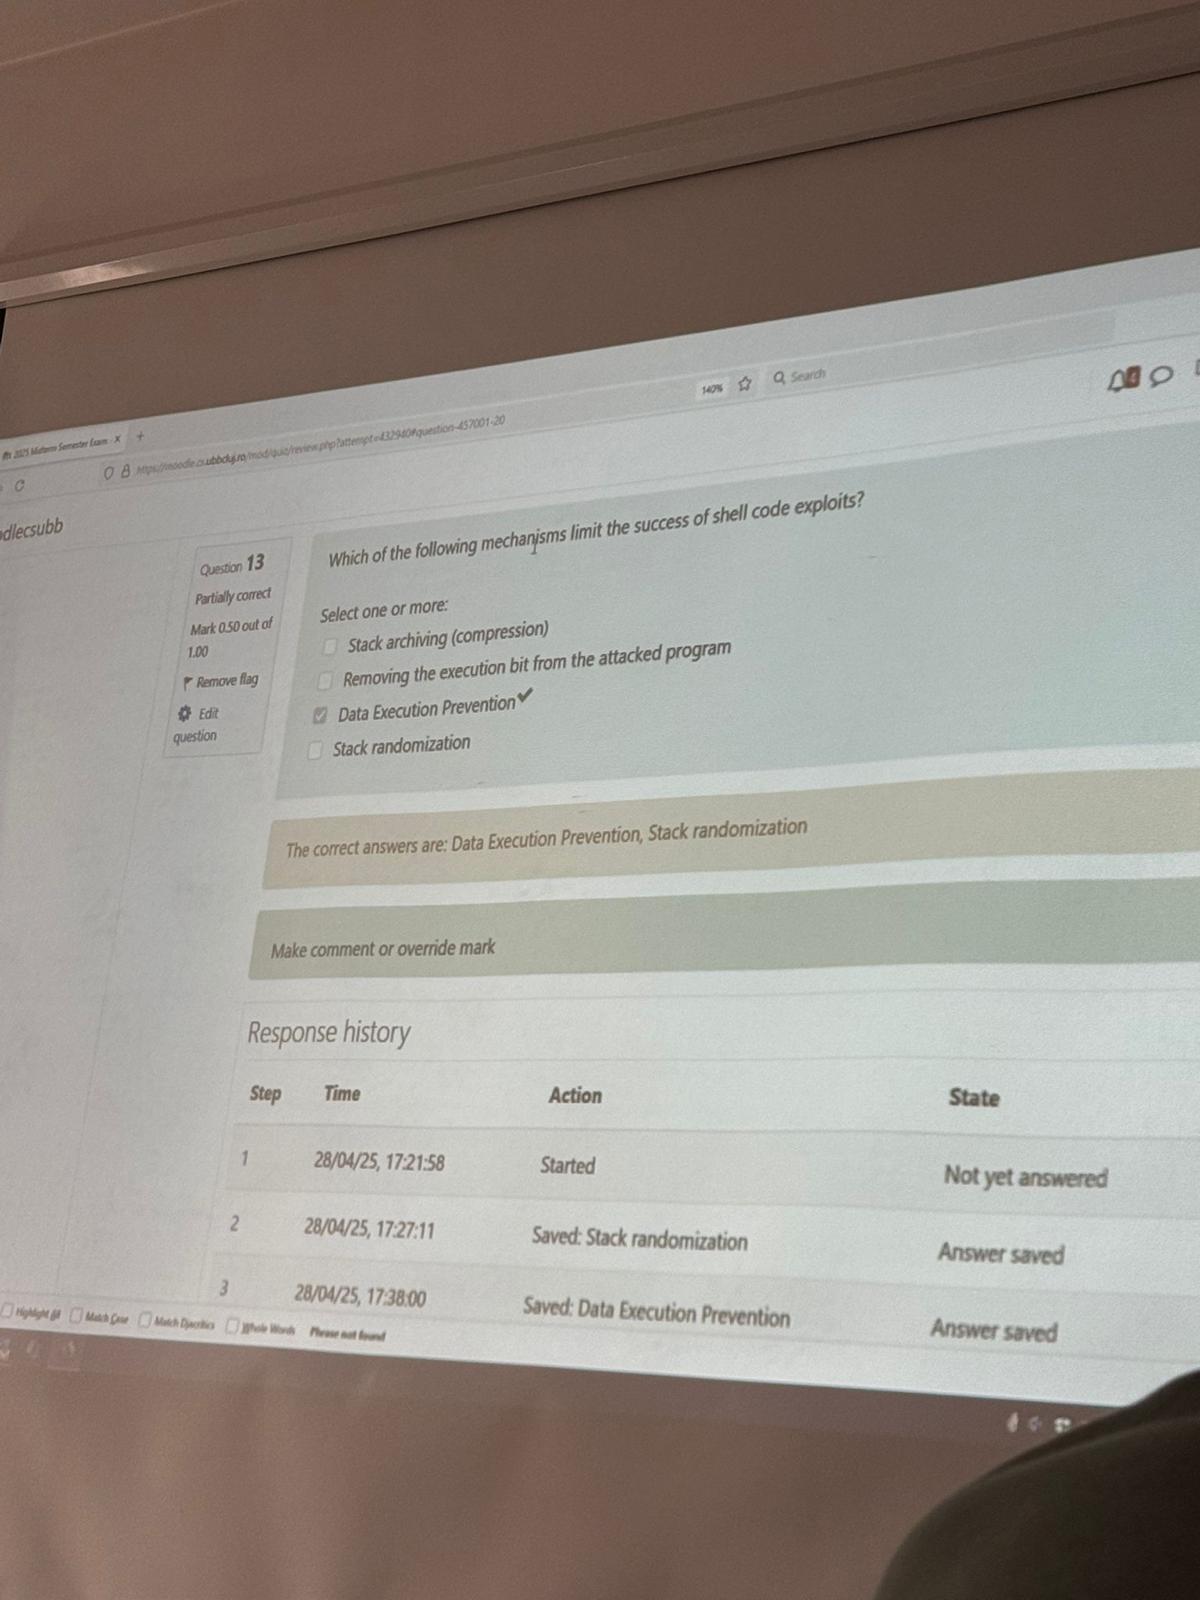 2025 Midterm Semester Exam X +
https://moodle.cs.ubbcluj.ro/mod/quiz/review.php?attempt=432940#question-457001-20
140% Search
dlecsubb
Question 13
Partially correct
Mark 0.50 out of
1.00
Remove flag
Edit
question
Which of the following mechanisms limit the success of shell code exploits?
Select one or more:
Stack archiving (compression)
Removing the execution bit from the attacked program
Data Execution Prevention
Stack randomization
The correct answers are: Data Execution Prevention, Stack randomization
Make comment or override mark
Response history
Step Time Action State
1 28/04/25, 17:21:58 Started Not yet answered
2 28/04/25, 17:27:11 Saved: Stack randomization Answer saved
3 28/04/25, 17:38:00 Saved: Data Execution Prevention Answer saved
Highlight All Match Case Match Diacritics Whole Words Phrase not found